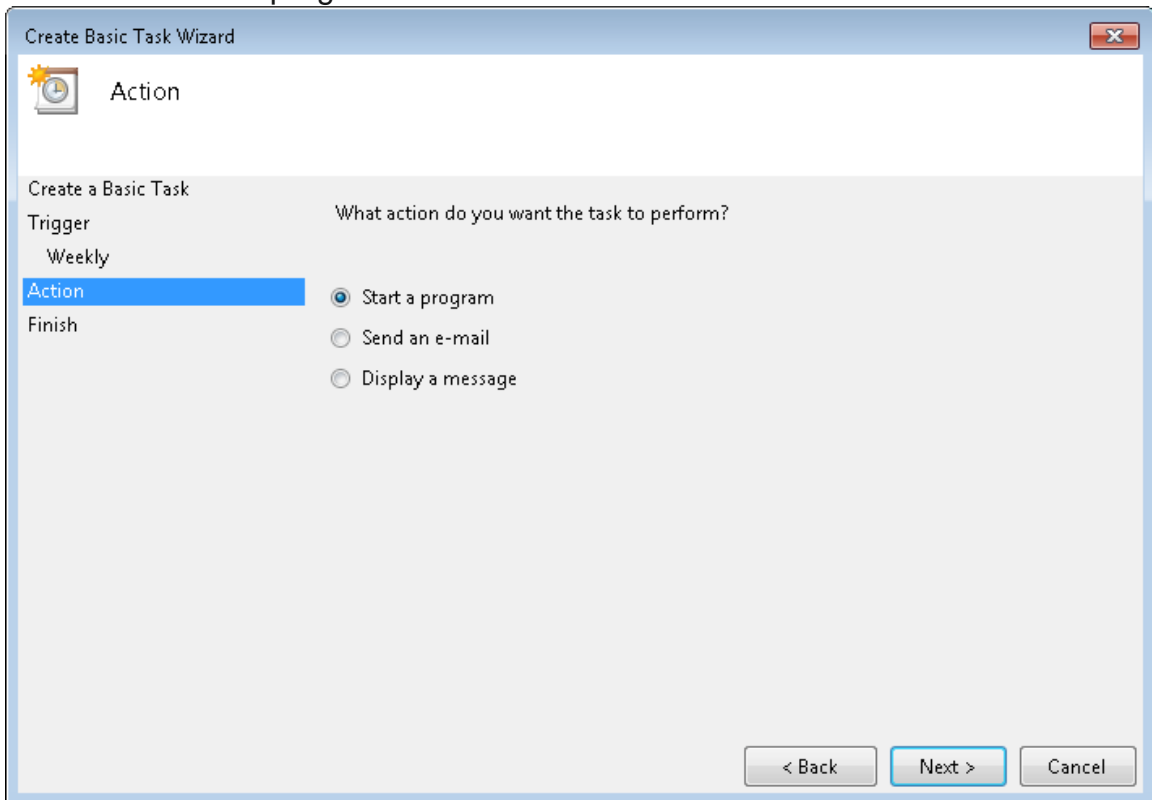 Create Basic Task Wizard
Action
Create a Basic Task
Trigger
Weekly
Action
Finish
What action do you want the task to perform?
Start a program
Send an e-mail
Display a message
< Back
Next >
Cancel